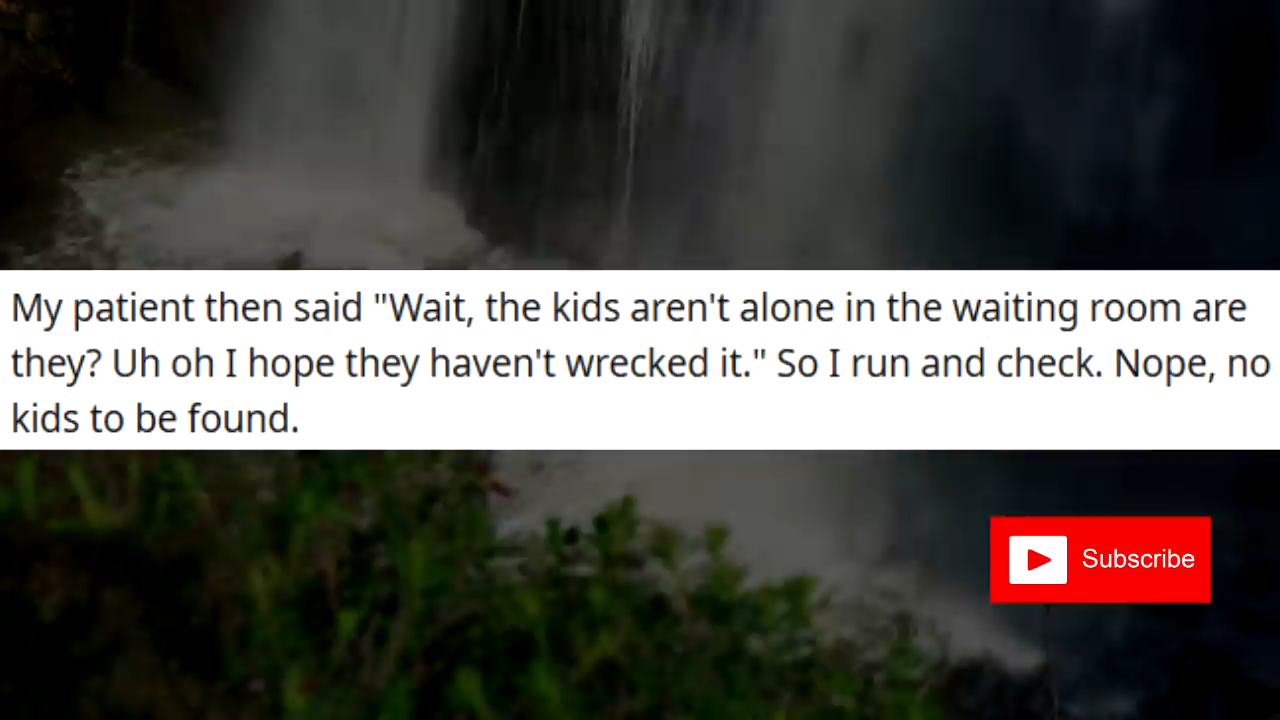 My patient then said "Wait, the kids aren't alone in the waiting room are
they? Uh oh I hope they haven't wrecked it." So I run and check. Nope, no
kids to be found.
Subscribe